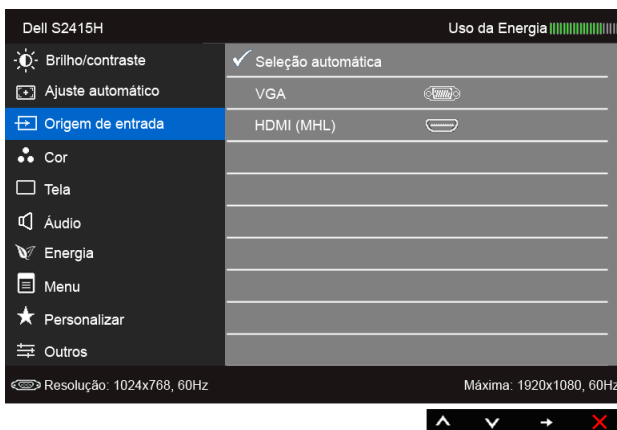 Dell S2415H
Uso da Energia
Brilho/contraste
Seleção automática
Ajuste automático
VGA
Origem de entrada
HDMI (MHL)
Cor
Tela
Áudio
Energia
Menu
Personalizar
Outros
Resolução: 1024x768, 60Hz
Máxima: 1920x1080, 60Hz